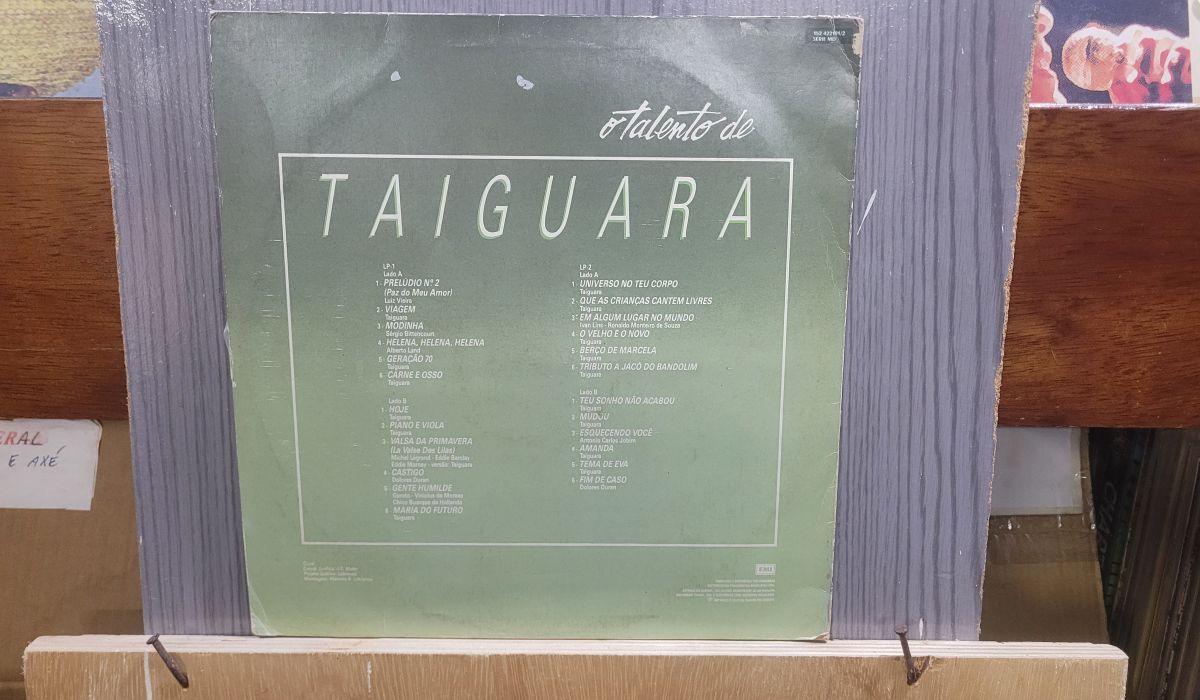 SÉRIE MD
o talento de
TAIGUARA
LP-1
Lado A
1 - PRELÚDIO Nº 2
(Paz do Meu Amor)
Luiz Vieira
2 - VIAGEM
Taiguara
3 - MODINHA
Sérgio Bittencourt
4 - HELENA, HELENA, HELENA
Alberto Land
5 - GERAÇÃO 70
Taiguara
6 - CARNE E OSSO
Taiguara
Lado B
1 - HOJE
Taiguara
2 - PIANO E VIOLA
Taiguara
3 - VALSA DA PRIMAVERA
(La Valse Des Lilas)
Michel Legrand - Eddie Barclay
Eddie Marnay - versão: Taiguara
4 - CASTIGO
Dolores Duran
5 - GENTE HUMILDE
Garoto - Vinícius de Moraes
Chico Buarque de Hollanda
6 - MARIA DO FUTURO
Taiguara
LP-2
Lado A
1 - UNIVERSO NO TEU CORPO
Taiguara
2 - QUE AS CRIANÇAS CANTEM LIVRES
Taiguara
3 - EM ALGUM LUGAR NO MUNDO
Ivan Lins - Ronaldo Monteiro de Souza
4 - O VELHO E O NOVO
Taiguara
5 - BERÇO DE MARCELA
Taiguara
6 - TRIBUTO A JACÓ DO BANDOLIM
Taiguara
Lado B
1 - TEU SONHO NÃO ACABOU
Taiguara
2 - MUDOU
Taiguara
3 - ESQUECENDO VOCÊ
Antonio Carlos Jobim
4 - AMANDA
Taiguara
5 - TEMA DE EVA
Taiguara
6 - FIM DE CASO
Dolores Duran
EMI
ERAL
E AXÉ